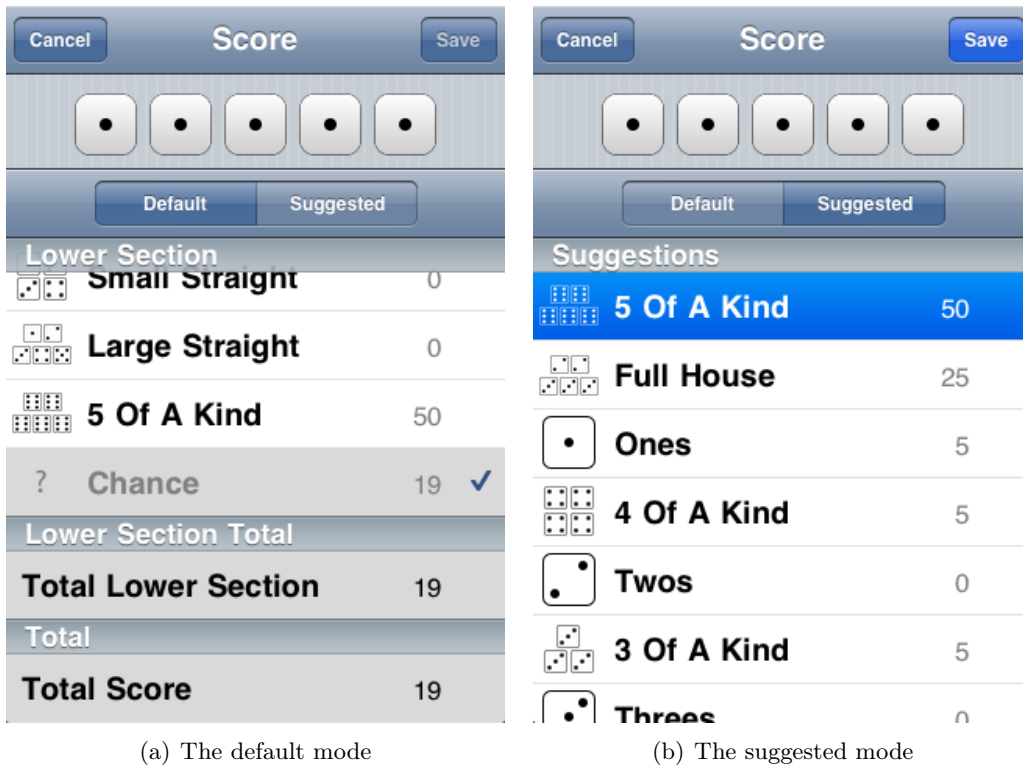 Cancel Score Save
Default Suggested
Lower Section
Small Straight 0
Large Straight 0
5 Of A Kind 50
? Chance 19 ✓
Lower Section Total
Total Lower Section 19
Total
Total Score 19
(a) The default mode
Cancel Score Save
Default Suggested
Suggestions
5 Of A Kind 50
Full House 25
Ones 5
4 Of A Kind 5
Twos 0
3 Of A Kind 5
Threes 0
(b) The suggested mode